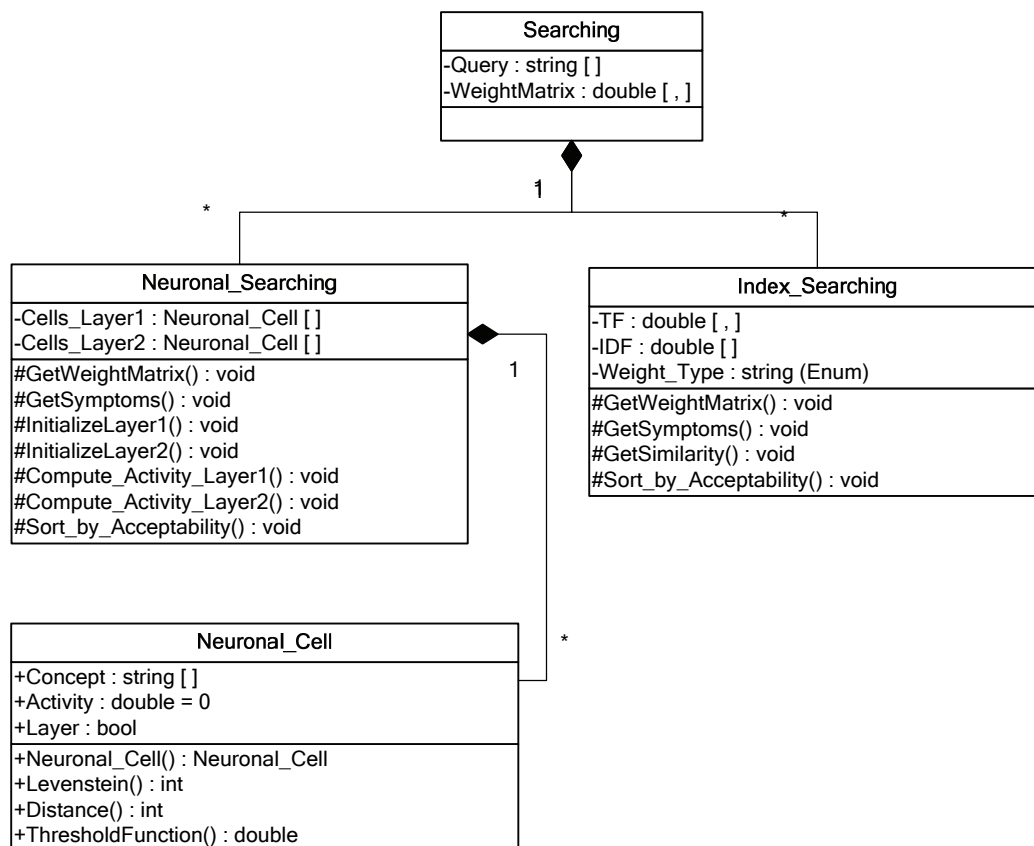 Searching
-Query : string [ ]
-WeightMatrix : double [ , ]
1
*
*
Neuronal_Searching
-Cells_Layer1 : Neuronal_Cell [ ]
-Cells_Layer2 : Neuronal_Cell [ ]
#GetWeightMatrix() : void
#GetSymptoms() : void
#InitializeLayer1() : void
#InitializeLayer2() : void
#Compute_Activity_Layer1() : void
#Compute_Activity_Layer2() : void
#Sort_by_Acceptability() : void
1
Index_Searching
-TF : double [ , ]
-IDF : double [ ]
-Weight_Type : string (Enum)
#GetWeightMatrix() : void
#GetSymptoms() : void
#GetSimilarity() : void
#Sort_by_Acceptability() : void
*
Neuronal_Cell
+Concept : string [ ]
+Activity : double = 0
+Layer : bool
+Neuronal_Cell() : Neuronal_Cell
+Levenstein() : int
+Distance() : int
+ThresholdFunction() : double